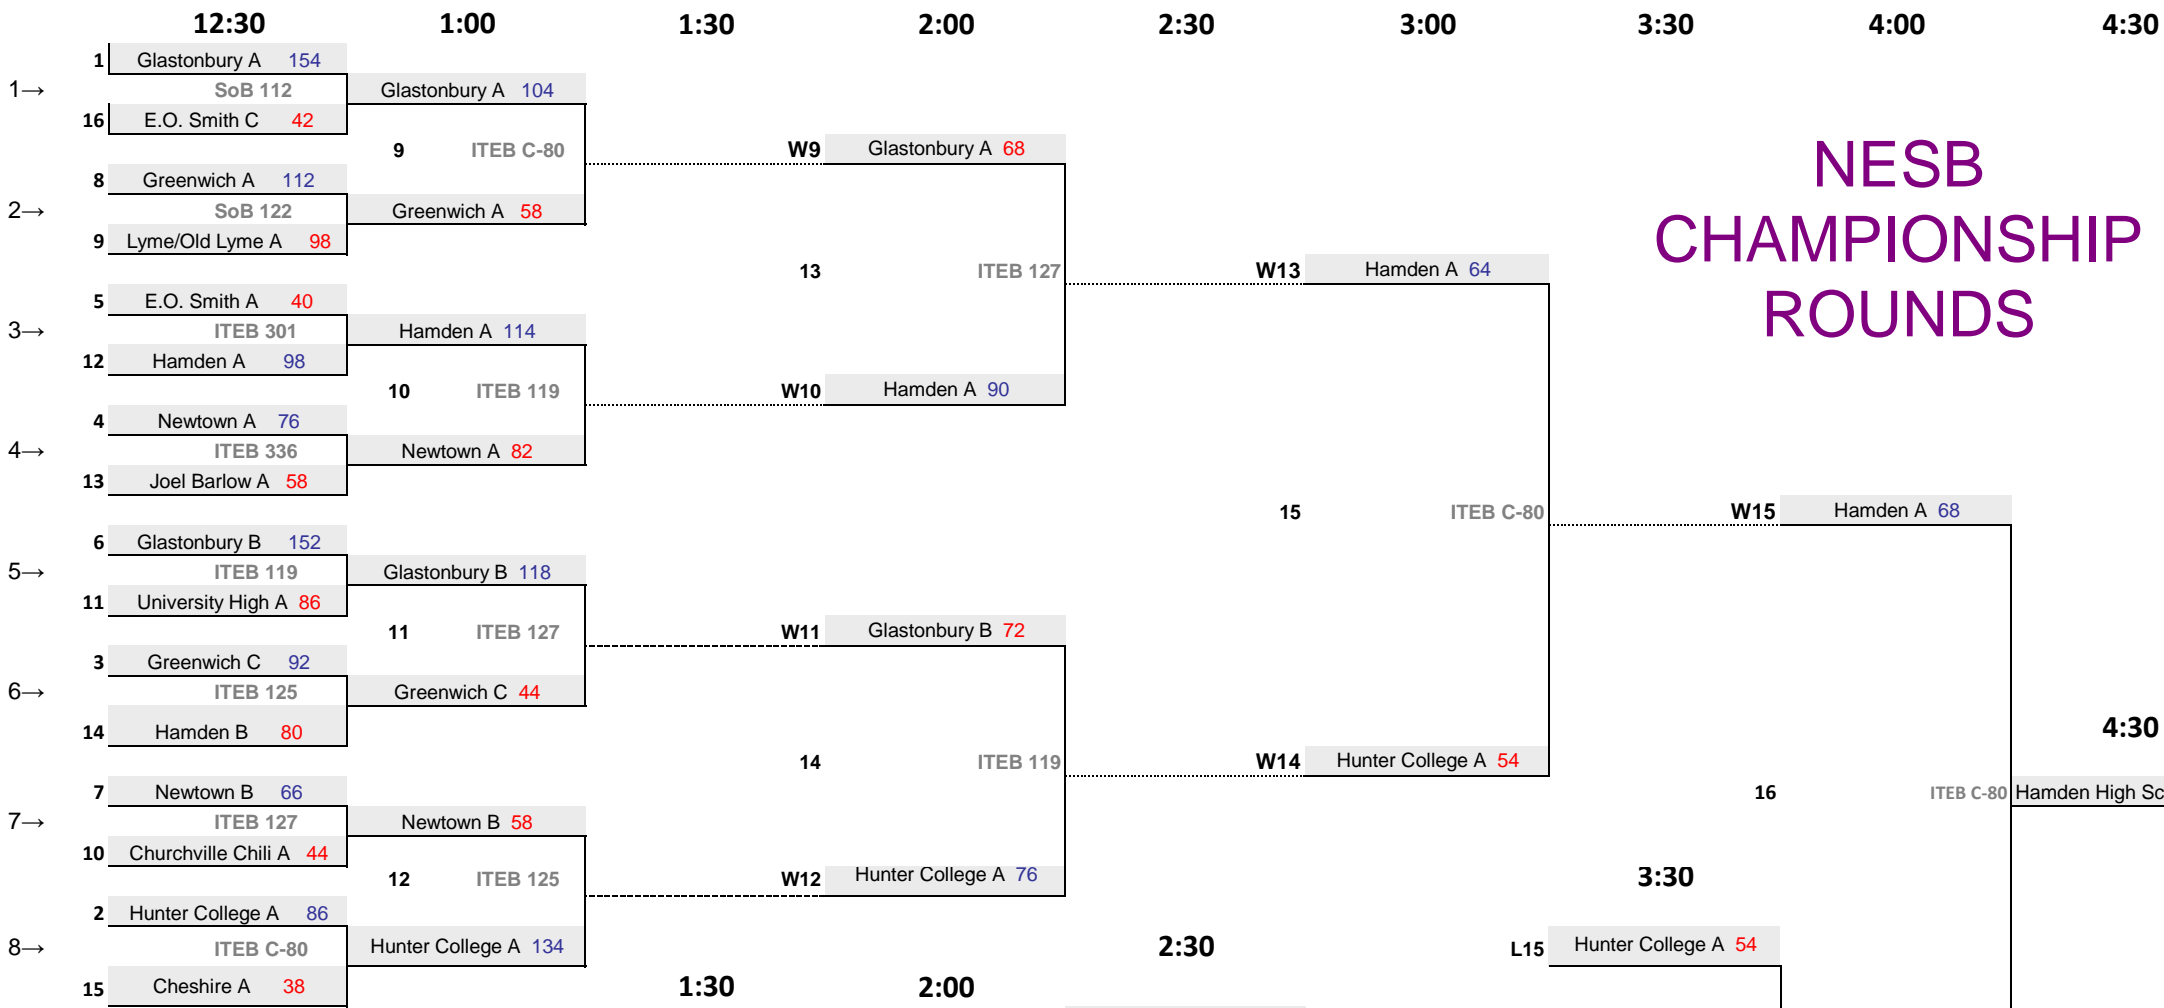 12:30 1:00 1:30 2:00 2:30 3:00 3:30 4:00 4:30
1 Glastonbury A 154
1→ SoB 112 Glastonbury A 104
16 E.O. Smith C 42
9 ITEB C-80 W9 Glastonbury A 68
8 Greenwich A 112
2→ SoB 122 Greenwich A 58
9 Lyme/Old Lyme A 98
NESB
CHAMPIONSHIP
ROUNDS
13 ITEB 127 W13 Hamden A 64
5 E.O. Smith A 40
3→ ITEB 301 Hamden A 114
12 Hamden A 98
10 ITEB 119 W10 Hamden A 90
4 Newtown A 76
4→ ITEB 336 Newtown A 82
13 Joel Barlow A 58
15 ITEB C-80 W15 Hamden A 68
6 Glastonbury B 152
5→ ITEB 119 Glastonbury B 118
11 University High A 86
11 ITEB 127 W11 Glastonbury B 72
3 Greenwich C 92
6→ ITEB 125 Greenwich C 44
14 Hamden B 80
4:30
14 ITEB 119 W14 Hunter College A 54
7 Newtown B 66
16 ITEB C-80 Hamden High Sc
7→ ITEB 127 Newtown B 58
10 Churchville Chili A 44
12 ITEB 125 W12 Hunter College A 76
3:30
2 Hunter College A 86
8→ ITEB C-80 Hunter College A 134
2:30
L15 Hunter College A 54
15 Cheshire A 38
1:30 2:00